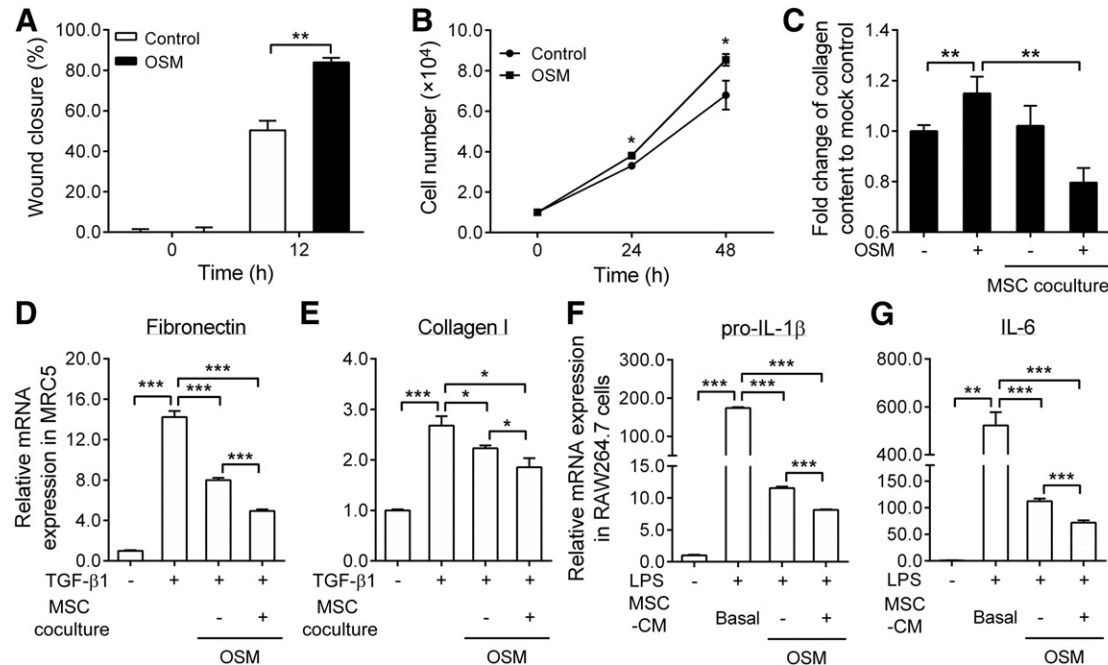 A
Wound closure (%)
100.0
80.0
60.0
40.0
20.0
0.0
Control
OSM
**
0
12
Time (h)
B
Cell number (×10⁴)
10.0
8.0
6.0
4.0
2.0
0.0
Control
OSM
*
*
0
24
48
Time (h)
C
Fold change of collagen
content to mock control
1.4
1.2
1.0
0.8
0.6
**
**
OSM - + - +
MSC coculture
D
Fibronectin
Relative mRNA
expression in MRC5
20.0
16.0
12.0
8.0
4.0
0.0
***
*** ***
***
TGF-β1 - + + +
MSC
coculture
- +
OSM
E
Collagen I
4.0
3.0
2.0
1.0
0.0
*
*** *
*
TGF-β1 - + + +
MSC
coculture
- +
OSM
F
pro-IL-1β
Relative mRNA expression
in RAW264.7 cells
300.0
200.0
100.0
15.0
10.0
5.0
0.0
***
*** ***
***
LPS - + + +
MSC
-CM
Basal - +
OSM
G
IL-6
800.0
600.0
400.0
200.0
150.0
100.0
50.0
0.0
***
** ***
***
LPS - + + +
MSC
-CM
Basal - +
OSM